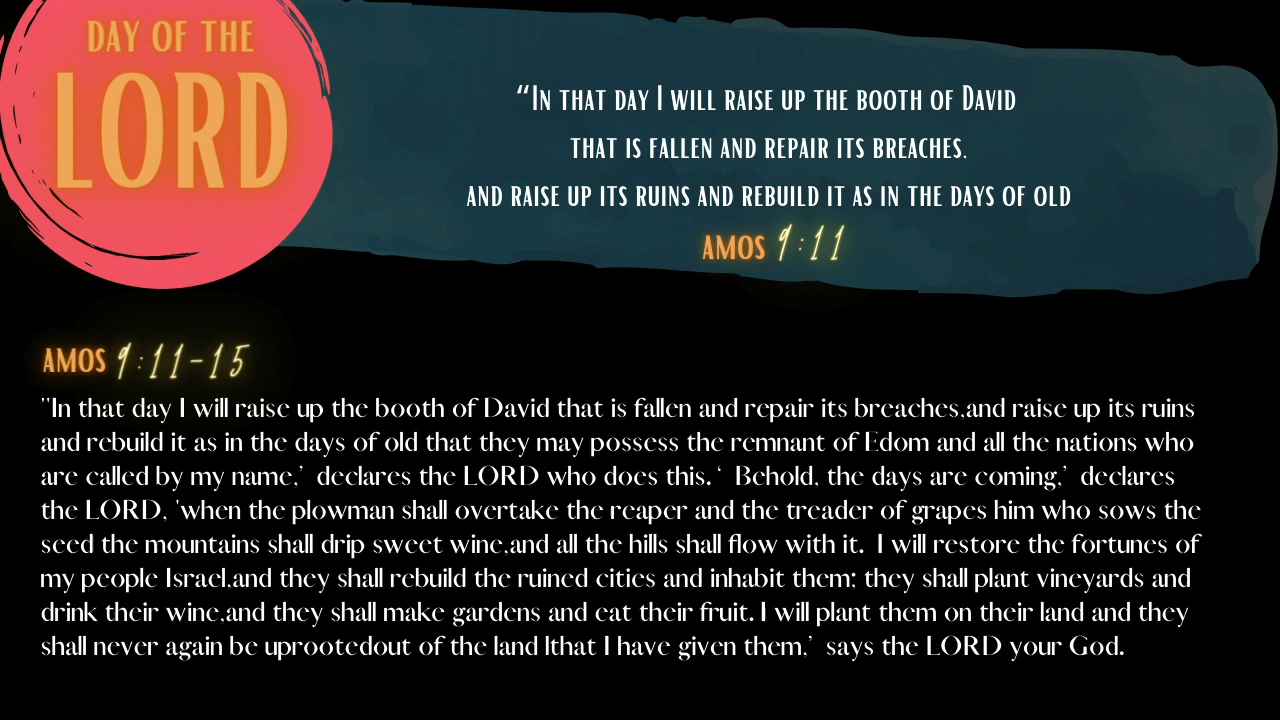 DAY OF THE
LORD
“In that day I will raise up the booth of David
that is fallen and repair its breaches.
and raise up its ruins and rebuild it as in the days of old
AMOS 9:11
AMOS 9:11-15
"In that day I will raise up the booth of David that is fallen and repair its breaches,and raise up its ruins
and rebuild it as in the days of old that they may possess the remnant of Edom and all the nations who
are called by my name,’ declares the LORD who does this. ‘ Behold, the days are coming,’ declares
the LORD, 'when the plowman shall overtake the reaper and the treader of grapes him who sows the
seed the mountains shall drip sweet wine,and all the hills shall flow with it. I will restore the fortunes of
my people Israel,and they shall rebuild the ruined cities and inhabit them; they shall plant vineyards and
drink their wine,and they shall make gardens and eat their fruit. I will plant them on their land and they
shall never again be uprootedout of the land Ithat I have given them,’ says the LORD your God.